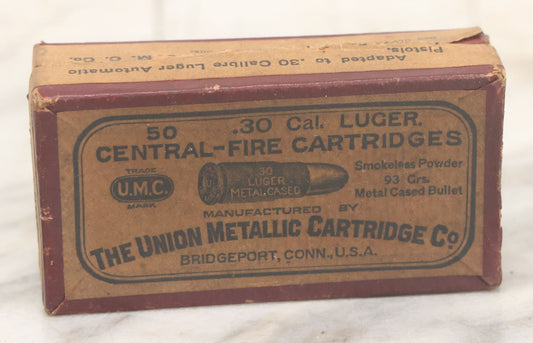 Adapted to .30 Calibre Luger Automatic
Pistols.
M. C. Co.
50 .30 Cal. LUGER.
CENTRAL-FIRE CARTRIDGES
TRADE
U.M.C.
MARK
.30
LUGER
METAL CASED
Smokeless Powder
93 Grs.
Metal Cased Bullet
MANUFACTURED BY
THE UNION METALLIC CARTRIDGE Co.
BRIDGEPORT, CONN., U.S.A.